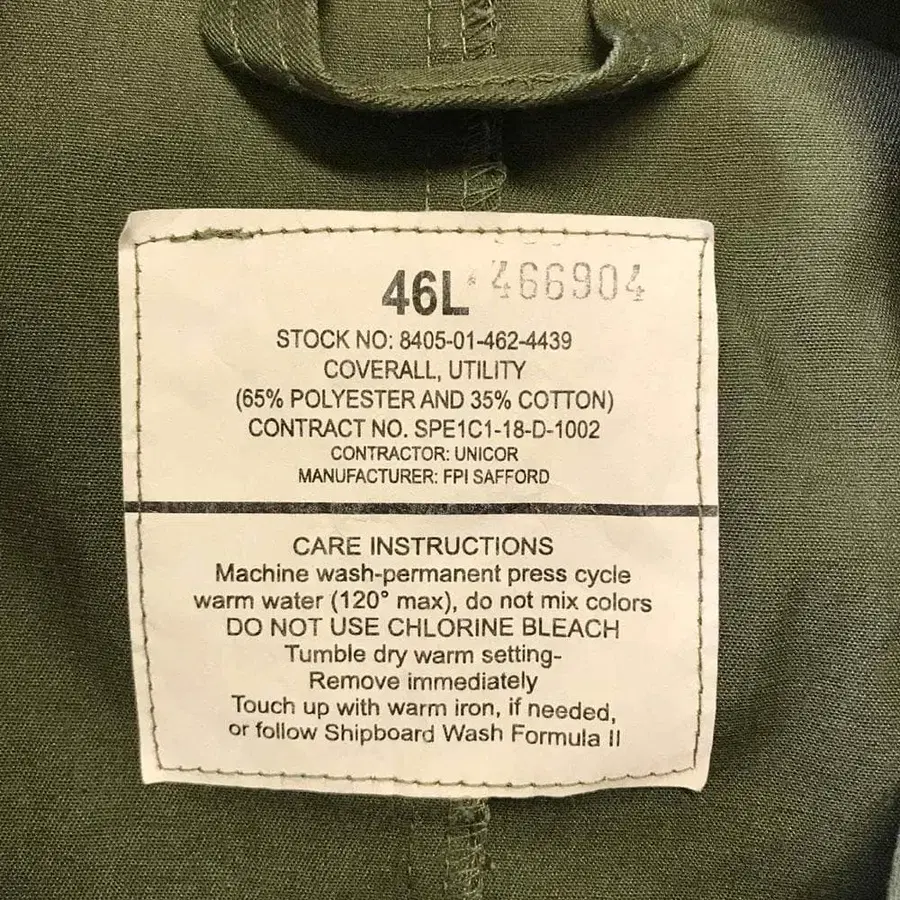 46L 466904
STOCK NO: 8405-01-462-4439
COVERALL, UTILITY
(65% POLYESTER AND 35% COTTON)
CONTRACT NO. SPE1C1-18-D-1002
CONTRACTOR: UNICOR
MANUFACTURER: FPI SAFFORD
CARE INSTRUCTIONS
Machine wash-permanent press cycle
warm water (120° max), do not mix colors
DO NOT USE CHLORINE BLEACH
Tumble dry warm setting-
Remove immediately
Touch up with warm iron, if needed,
or follow Shipboard Wash Formula II